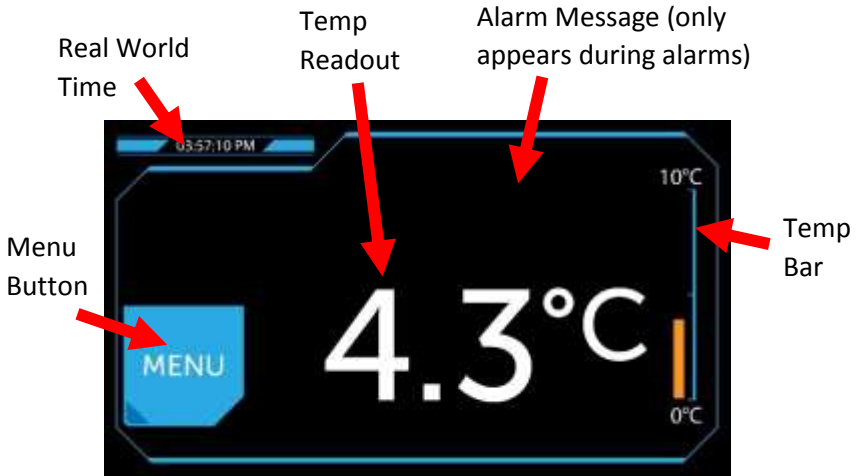 Real World
Time
Temp
Readout
Alarm Message (only
appears during alarms)
03:57:10 PM
10°C
Temp
Bar
Menu
Button
4.3°C
MENU
0°C